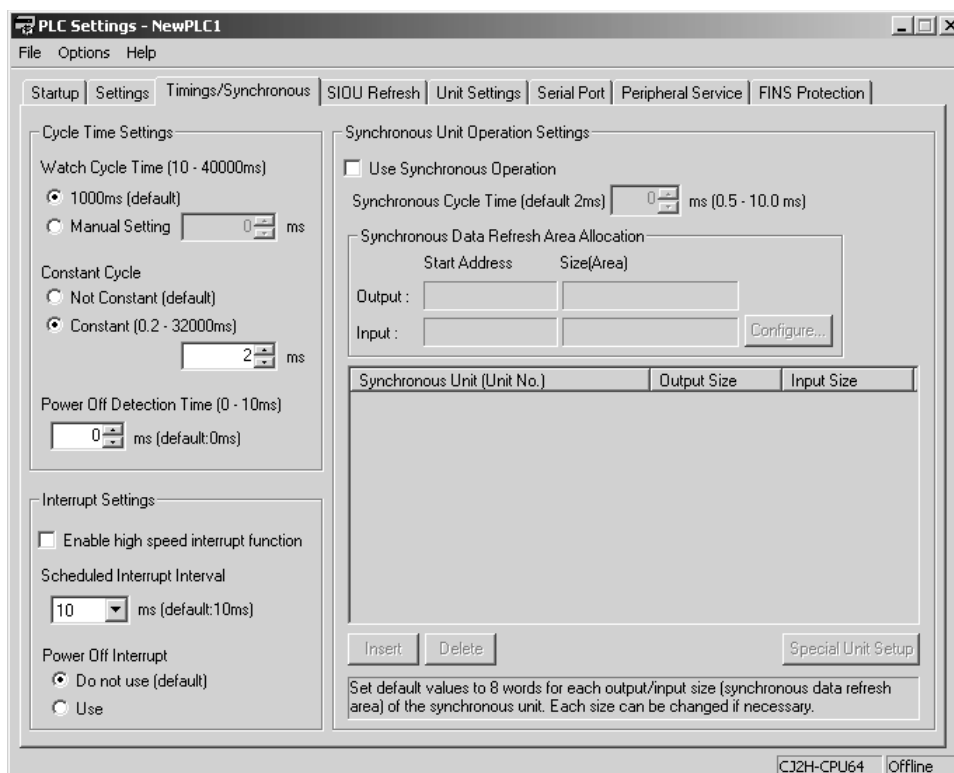 PLC Settings - NewPLC1
File Options Help
Startup Settings Timings/Synchronous SIOU Refresh Unit Settings Serial Port Peripheral Service FINS Protection
Cycle Time Settings
Watch Cycle Time (10 - 40000ms)
1000ms (default)
Manual Setting 0 ms
Constant Cycle
Not Constant (default)
Constant (0.2 - 32000ms)
2 ms
Power Off Detection Time (0 - 10ms)
0 ms (default:0ms)
Interrupt Settings
Enable high speed interrupt function
Scheduled Interrupt Interval
10 ms (default:10ms)
Power Off Interrupt
Do not use (default)
Use
Synchronous Unit Operation Settings
Use Synchronous Operation
Synchronous Cycle Time (default 2ms) 0 ms (0.5 - 10.0 ms)
Synchronous Data Refresh Area Allocation
Start Address Size(Area)
Output :
Input : Configure...
Synchronous Unit (Unit No.) Output Size Input Size
Insert Delete Special Unit Setup
Set default values to 8 words for each output/input size (synchronous data refresh
area) of the synchronous unit. Each size can be changed if necessary.
CJ2H-CPU64 Offline